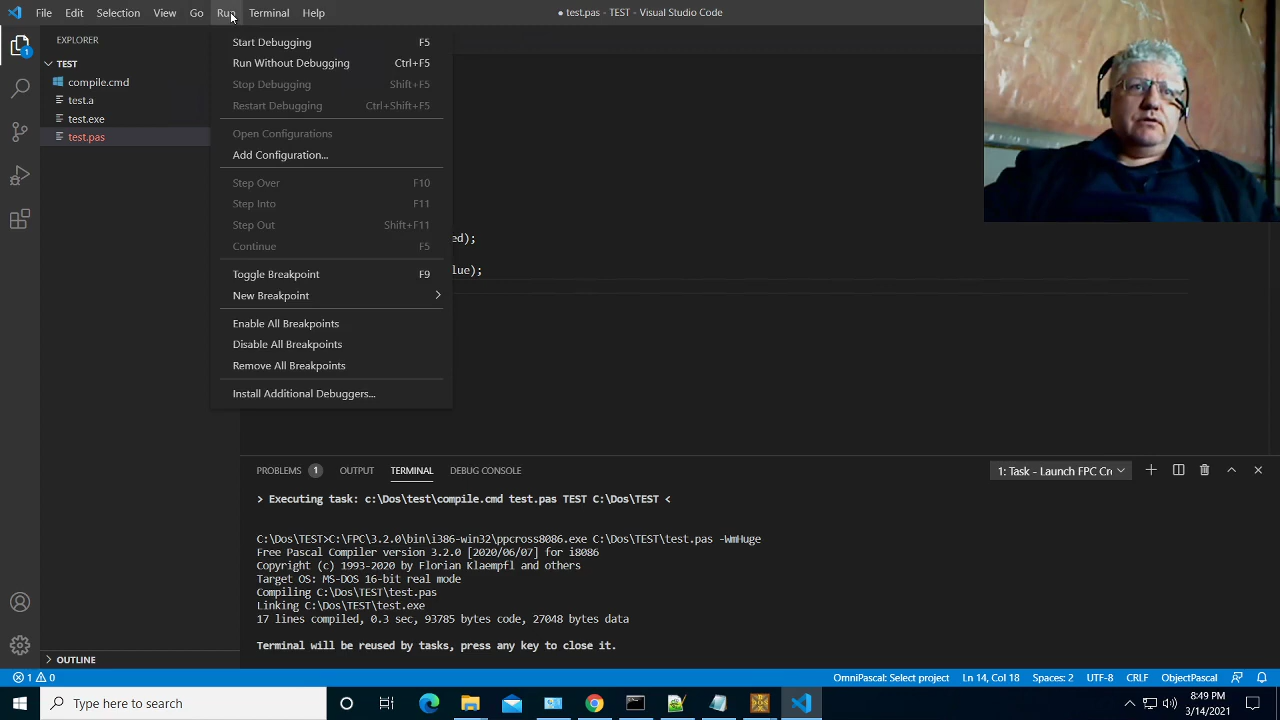 File Edit Selection View Go Run Terminal Help
● test.pas - TEST - Visual Studio Code
EXPLORER
TEST
compile.cmd
test.a
test.exe
test.pas
1
Start Debugging F5
Run Without Debugging Ctrl+F5
Stop Debugging Shift+F5
Restart Debugging Ctrl+Shift+F5
Open Configurations
Add Configuration...
Step Over F10
Step Into F11
Step Out Shift+F11
Continue F5
Toggle Breakpoint F9
New Breakpoint
Enable All Breakpoints
Disable All Breakpoints
Remove All Breakpoints
Install Additional Debuggers...
ed);
lue);
PROBLEMS 1 OUTPUT TERMINAL DEBUG CONSOLE
1: Task - Launch FPC Cr
> Executing task: c:\Dos\test\compile.cmd test.pas TEST C:\Dos\TEST <
C:\Dos\TEST>C:\FPC\3.2.0\bin\i386-win32\ppcross8086.exe C:\Dos\TEST\test.pas -WmHuge
Free Pascal Compiler version 3.2.0 [2020/06/07] for i8086
Copyright (c) 1993-2020 by Florian Klaempfl and others
Target OS: MS-DOS 16-bit real mode
Compiling C:\Dos\TEST\test.pas
Linking C:\Dos\TEST\test.exe
17 lines compiled, 0.3 sec, 93785 bytes code, 27048 bytes data
Terminal will be reused by tasks, press any key to close it.
OUTLINE
1 0
OmniPascal: Select project Ln 14, Col 18 Spaces: 2 UTF-8 CRLF ObjectPascal
Type here to search
8:49 PM
3/14/2021